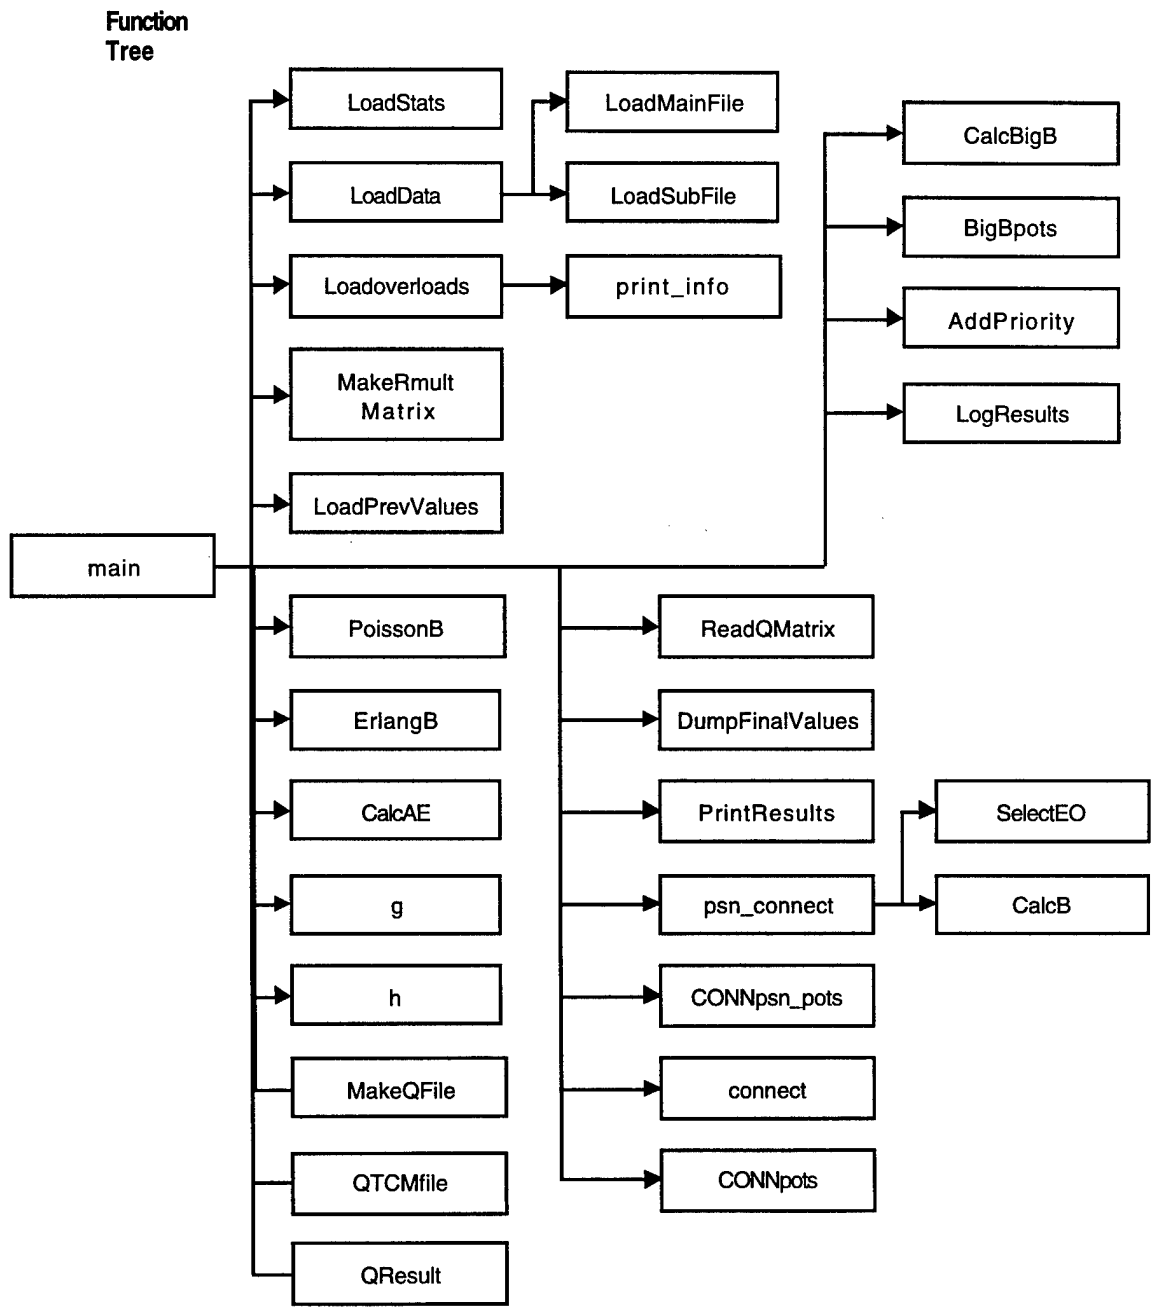 Function
Tree
LoadStats
LoadMainFile
CalcBigB
LoadData
LoadSubFile
BigBpots
Loadoverloads
print_info
AddPriority
MakeRmult
Matrix
LogResults
LoadPrevValues
main
PoissonB
ReadQMatrix
ErlangB
DumpFinalValues
CalcAE
PrintResults
SelectEO
g
psn_connect
CalcB
h
CONNpsn_pots
MakeQFile
connect
QTCMfile
CONNpots
QResult